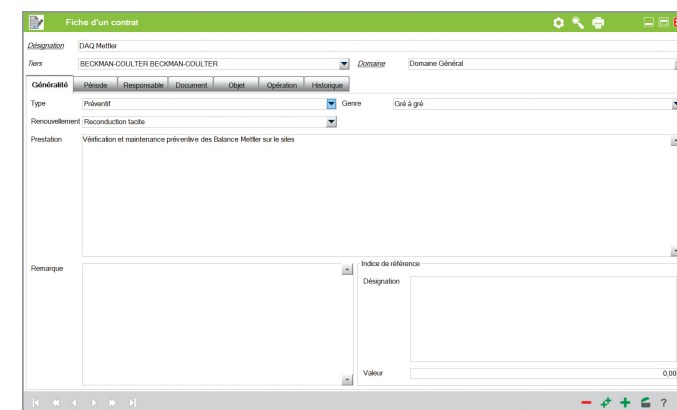 Fiche d'un contrat
Désignation DAQ Mettler
Tiers BECKMAN-COULTER BECKMAN-COULTER Domaine Domaine Général
Généralité Période Responsable Document Objet Opération Historique
Type Préventif Genre Gré à gré
Renouvellement Reconduction tacite
Prestation Vérification et maintenance préventive des Balance Mettler sur le sites
Remarque Indice de référence
Désignation
Valeur 0,00
?